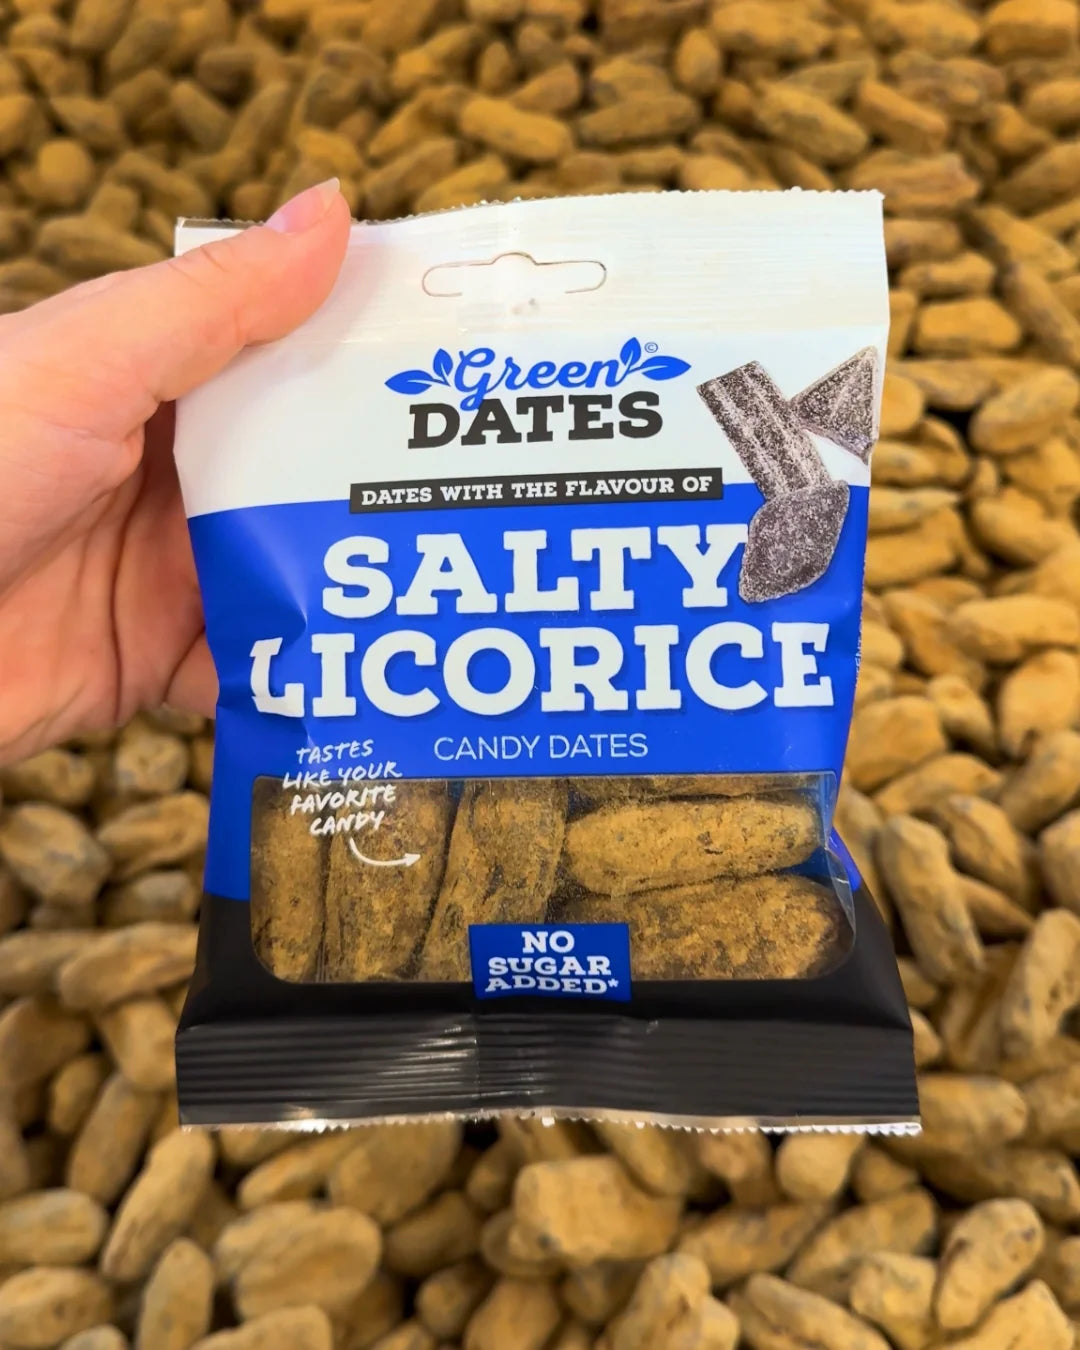 Green©
DATES
DATES WITH THE FLAVOUR OF
SALTY
LICORICE
CANDY DATES
TASTES
LIKE YOUR
FAVORITE
CANDY
NO
SUGAR
ADDED*